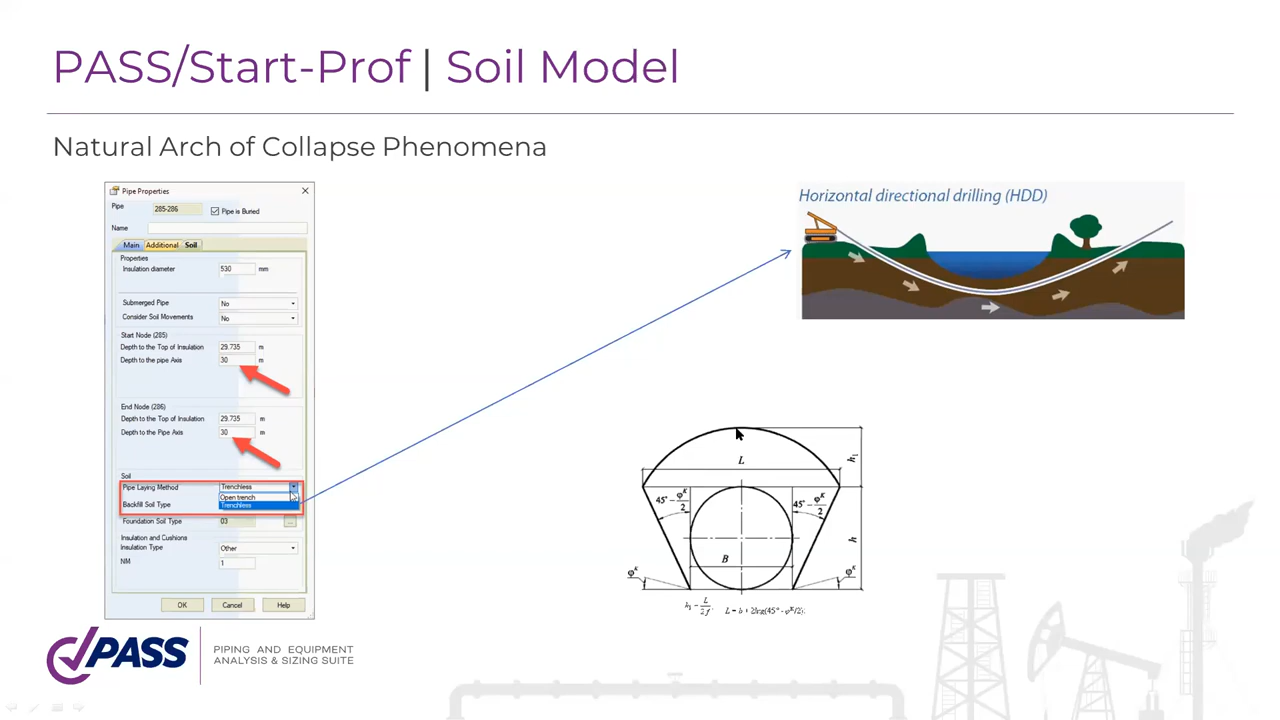 PASS/Start-Prof | Soil Model
Natural Arch of Collapse Phenomena
Pipe Properties
Pipe 285-286 Pipe is Buried
Name
Main Additional Soil
Properties
Insulation diameter 530 mm
Submerged Pipe No
Consider Soil Movements No
Start Node (285)
Depth to the Top of Insulation 29.735 m
Depth to the pipe Axis 30 m
End Node (286)
Depth to the Top of Insulation 29.735 m
Depth to the Pipe Axis 30 m
Soil
Pipe Laying Method Trenchless
Open trench
Backfill Soil Type Trenchless
Foundation Soil Type 03 ...
Insulation and Cushions
Insulation Type Other
NM 1
OK Cancel Help
Horizontal directional drilling (HDD)
L
h₁
45°- φᴷ/2
45°- φᴷ/2
h
B
φᴷ
φᴷ
PASS
PIPING AND EQUIPMENT
ANALYSIS & SIZING SUITE